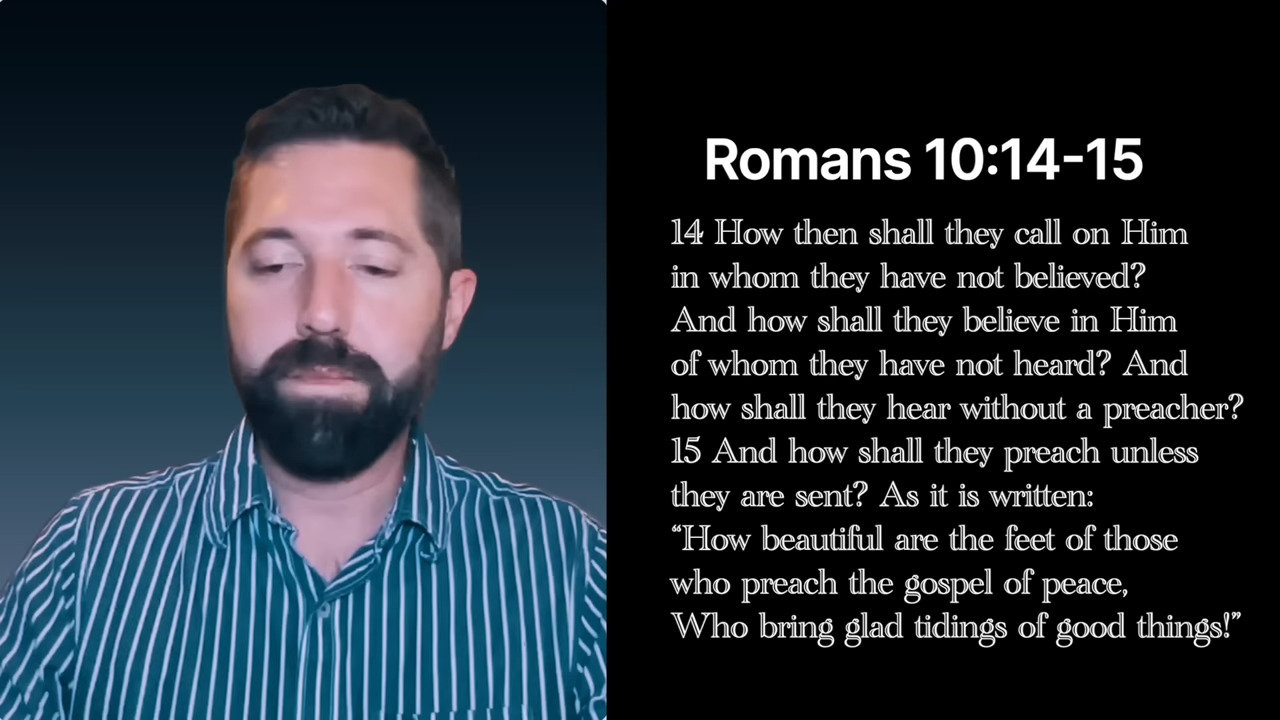 Romans 10:14-15
14 How then shall they call on Him
in whom they have not believed?
And how shall they believe in Him
of whom they have not heard? And
how shall they hear without a preacher?
15 And how shall they preach unless
they are sent? As it is written:
“How beautiful are the feet of those
who preach the gospel of peace,
Who bring glad tidings of good things!”